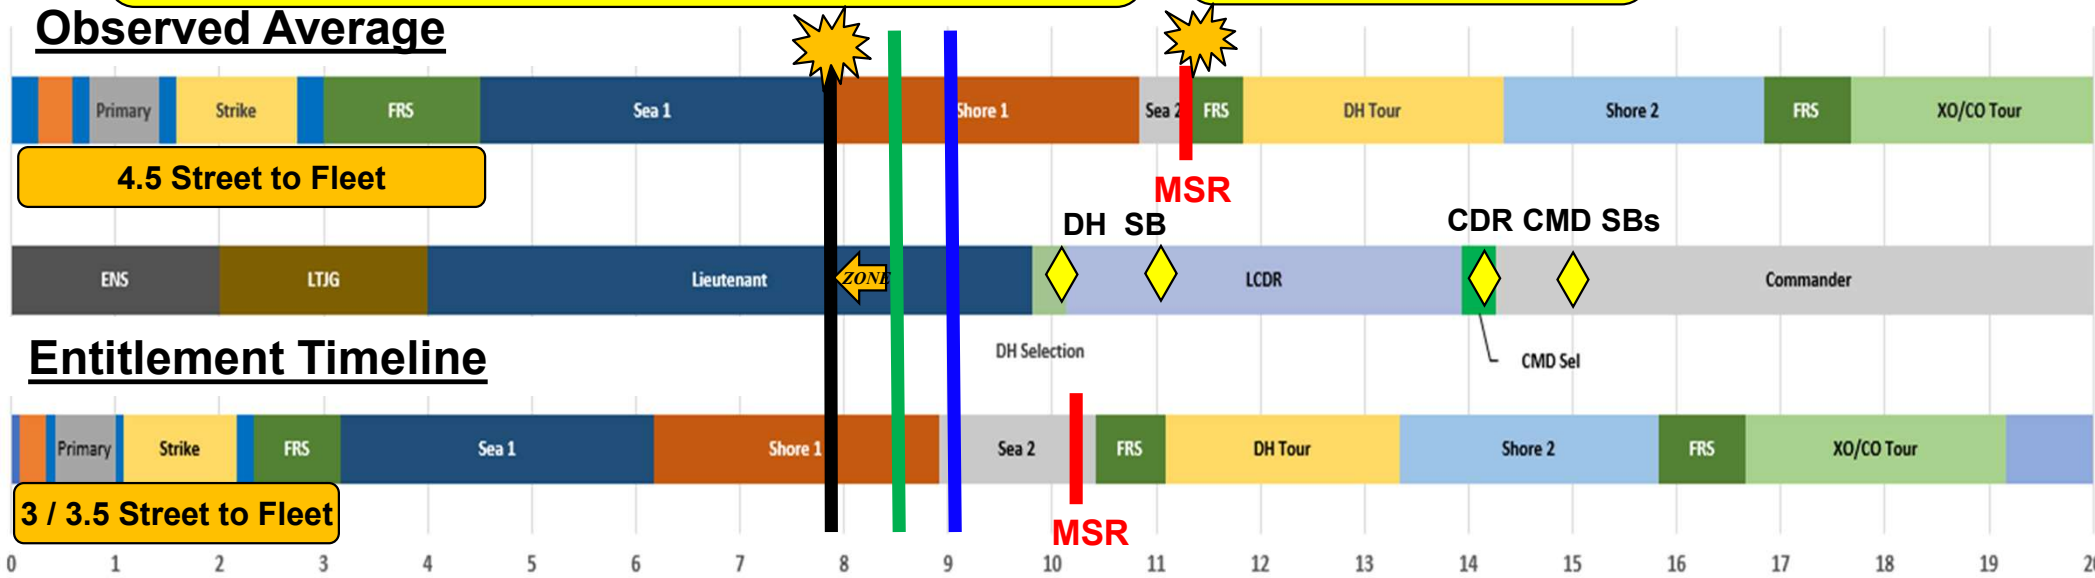 Observed Average
Primary Strike FRS Sea 1 Shore 1 Sea 2 FRS DH Tour Shore 2 FRS XO/CO Tour
4.5 Street to Fleet
MSR
DH SB CDR CMD SBs
ENS LTJG Lieutenant ZONE LCDR Commander
Entitlement Timeline
DH Selection CMD Sel
Primary Strike FRS Sea 1 Shore 1 Sea 2 FRS DH Tour Shore 2 FRS XO/CO Tour
3 / 3.5 Street to Fleet
MSR
0 1 2 3 4 5 6 7 8 9 10 11 12 13 14 15 16 17 18 19